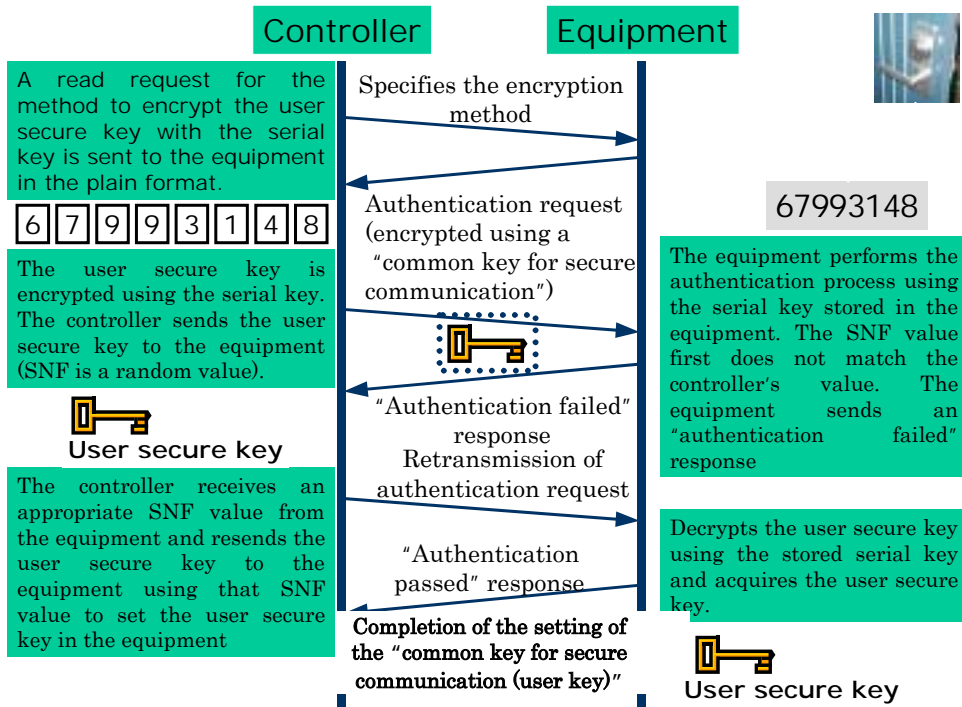 Controller
Equipment
A read request for the
method to encrypt the user
secure key with the serial
key is sent to the equipment
in the plain format.
Specifies the encryption
method
6 7 9 9 3 1 4 8
Authentication request
(encrypted using a
"common key for secure
communication")
67993148
The user secure key is
encrypted using the serial key.
The controller sends the user
secure key to the equipment
(SNF is a random value).
The equipment performs the
authentication process using
the serial key stored in the
equipment. The SNF value
first does not match the
controller's value. The
equipment sends an
"authentication failed"
response
User secure key
"Authentication failed"
response
Retransmission of
authentication request
The controller receives an
appropriate SNF value from
the equipment and resends the
user secure key to the
equipment using that SNF
value to set the user secure
key in the equipment
"Authentication
passed" response
Decrypts the user secure key
using the stored serial key
and acquires the user secure
key.
Completion of the setting of
the "common key for secure
communication (user key)"
User secure key